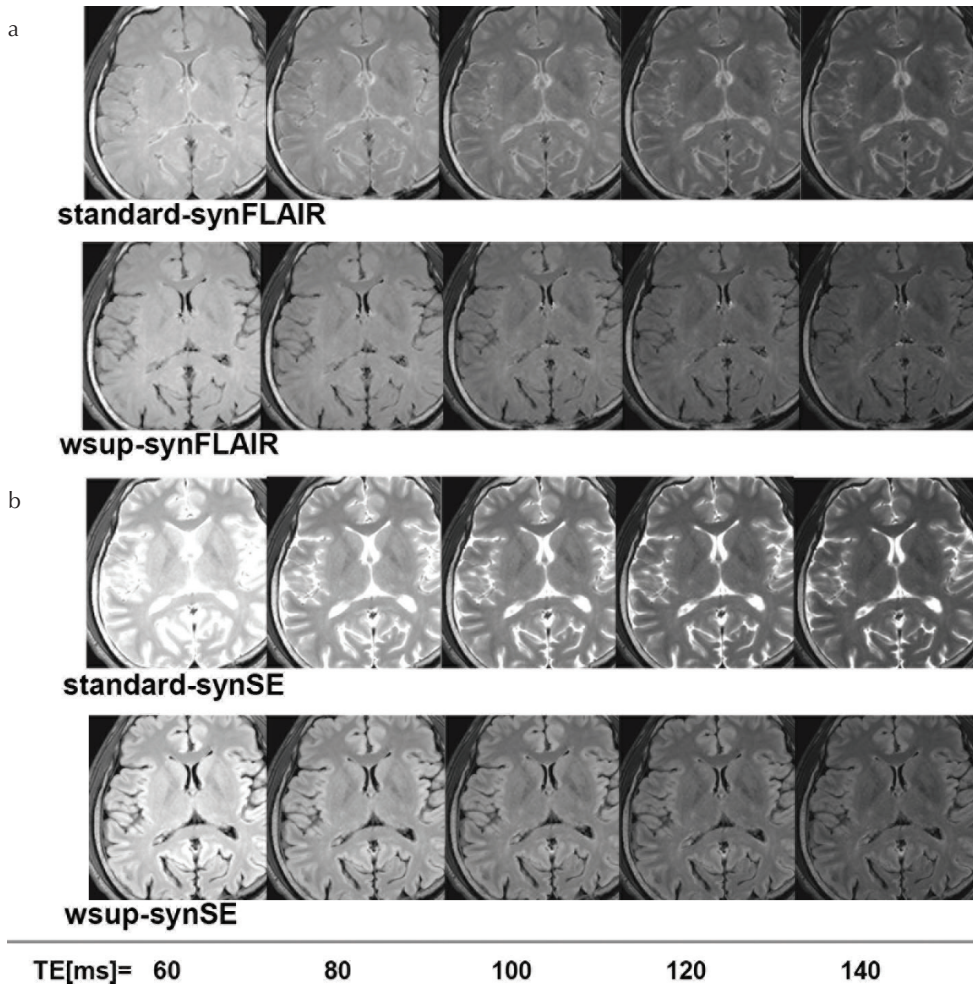 a
standard-synFLAIR
wsup-synFLAIR
b
standard-synSE
wsup-synSE
TE[ms]= 60 80 100 120 140